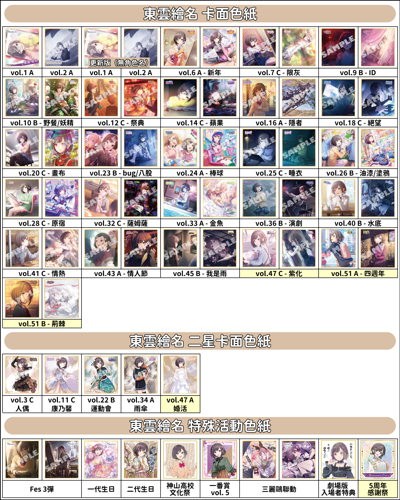 東雲繪名 卡面色紙
更新版（無角色名）
vol.1 A vol.2 A vol.1 A vol.2 A vol.6 A - 新年 vol.7 C - 限灰 vol.9 B - ID
vol.10 B - 野餐/妖精 vol.12 C - 祭典 vol.14 C - 蘋果 vol.16 A - 隱者 vol.18 C - 絕望
vol.20 C - 畫布 vol.23 B - bug/八股 vol.24 A - 棒球 vol.25 C - 睡衣 vol.26 B - 油漆/塗鴉
vol.28 C - 原宿 vol.32 C - 薩姆薩 vol.33 A - 金魚 vol.36 B - 演劇 vol.40 B - 水底
vol.41 C - 情熱 vol.43 A - 情人節 vol.45 B - 我是雨 vol.47 C - 紫化 vol.51 A - 四週年
vol.51 B - 荊棘
東雲繪名 二星卡面色紙
vol.3 C vol.11 C vol.22 B vol.34 A vol.47 A
人偶 康乃馨 運動會 雨傘 婚活
東雲繪名 特殊活動色紙
Fes 3彈 一代生日 二代生日 神山高校 文化祭 一番賞 vol. 5 三麗鷗聯動 劇場版 入場者特典 5周年 感謝祭